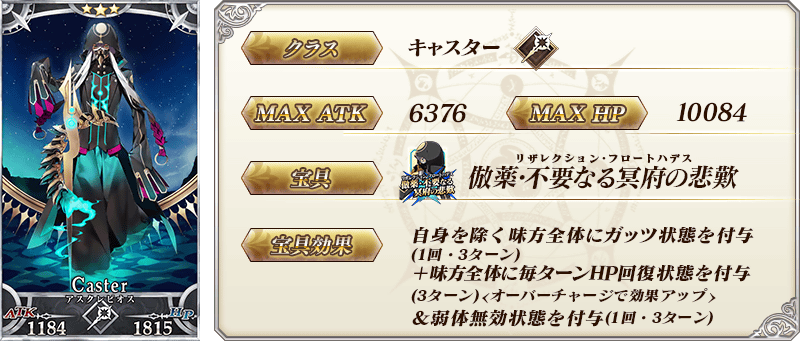 Caster
アスクレピオス
ATK HP
1184 1815
クラス キャスター
MAX ATK 6376 MAX HP 10084
リザレクション・フロートハデス
宝具 倣薬・不要なる冥府の悲歎
宝具効果
自身を除く味方全体にガッツ状態を付与
(1回・3ターン)
＋味方全体に毎ターンHP回復状態を付与
(3ターン)<オーバーチャージで効果アップ>
＆弱体無効状態を付与(1回・3ターン)